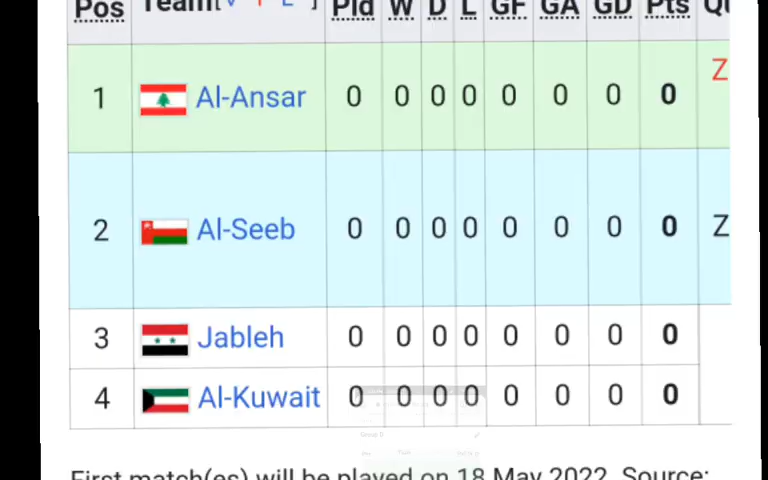 Pos Team[V T E ] Pld W D L GF GA GD Pts
1 Al-Ansar 0 0 0 0 0 0 0 0 Z
2 Al-Seeb 0 0 0 0 0 0 0 0 Z
3 Jableh 0 0 0 0 0 0 0 0
4 Al-Kuwait 0 0 0 0 0 0 0 0
First match(es) will be played on 18 May 2022. Source: